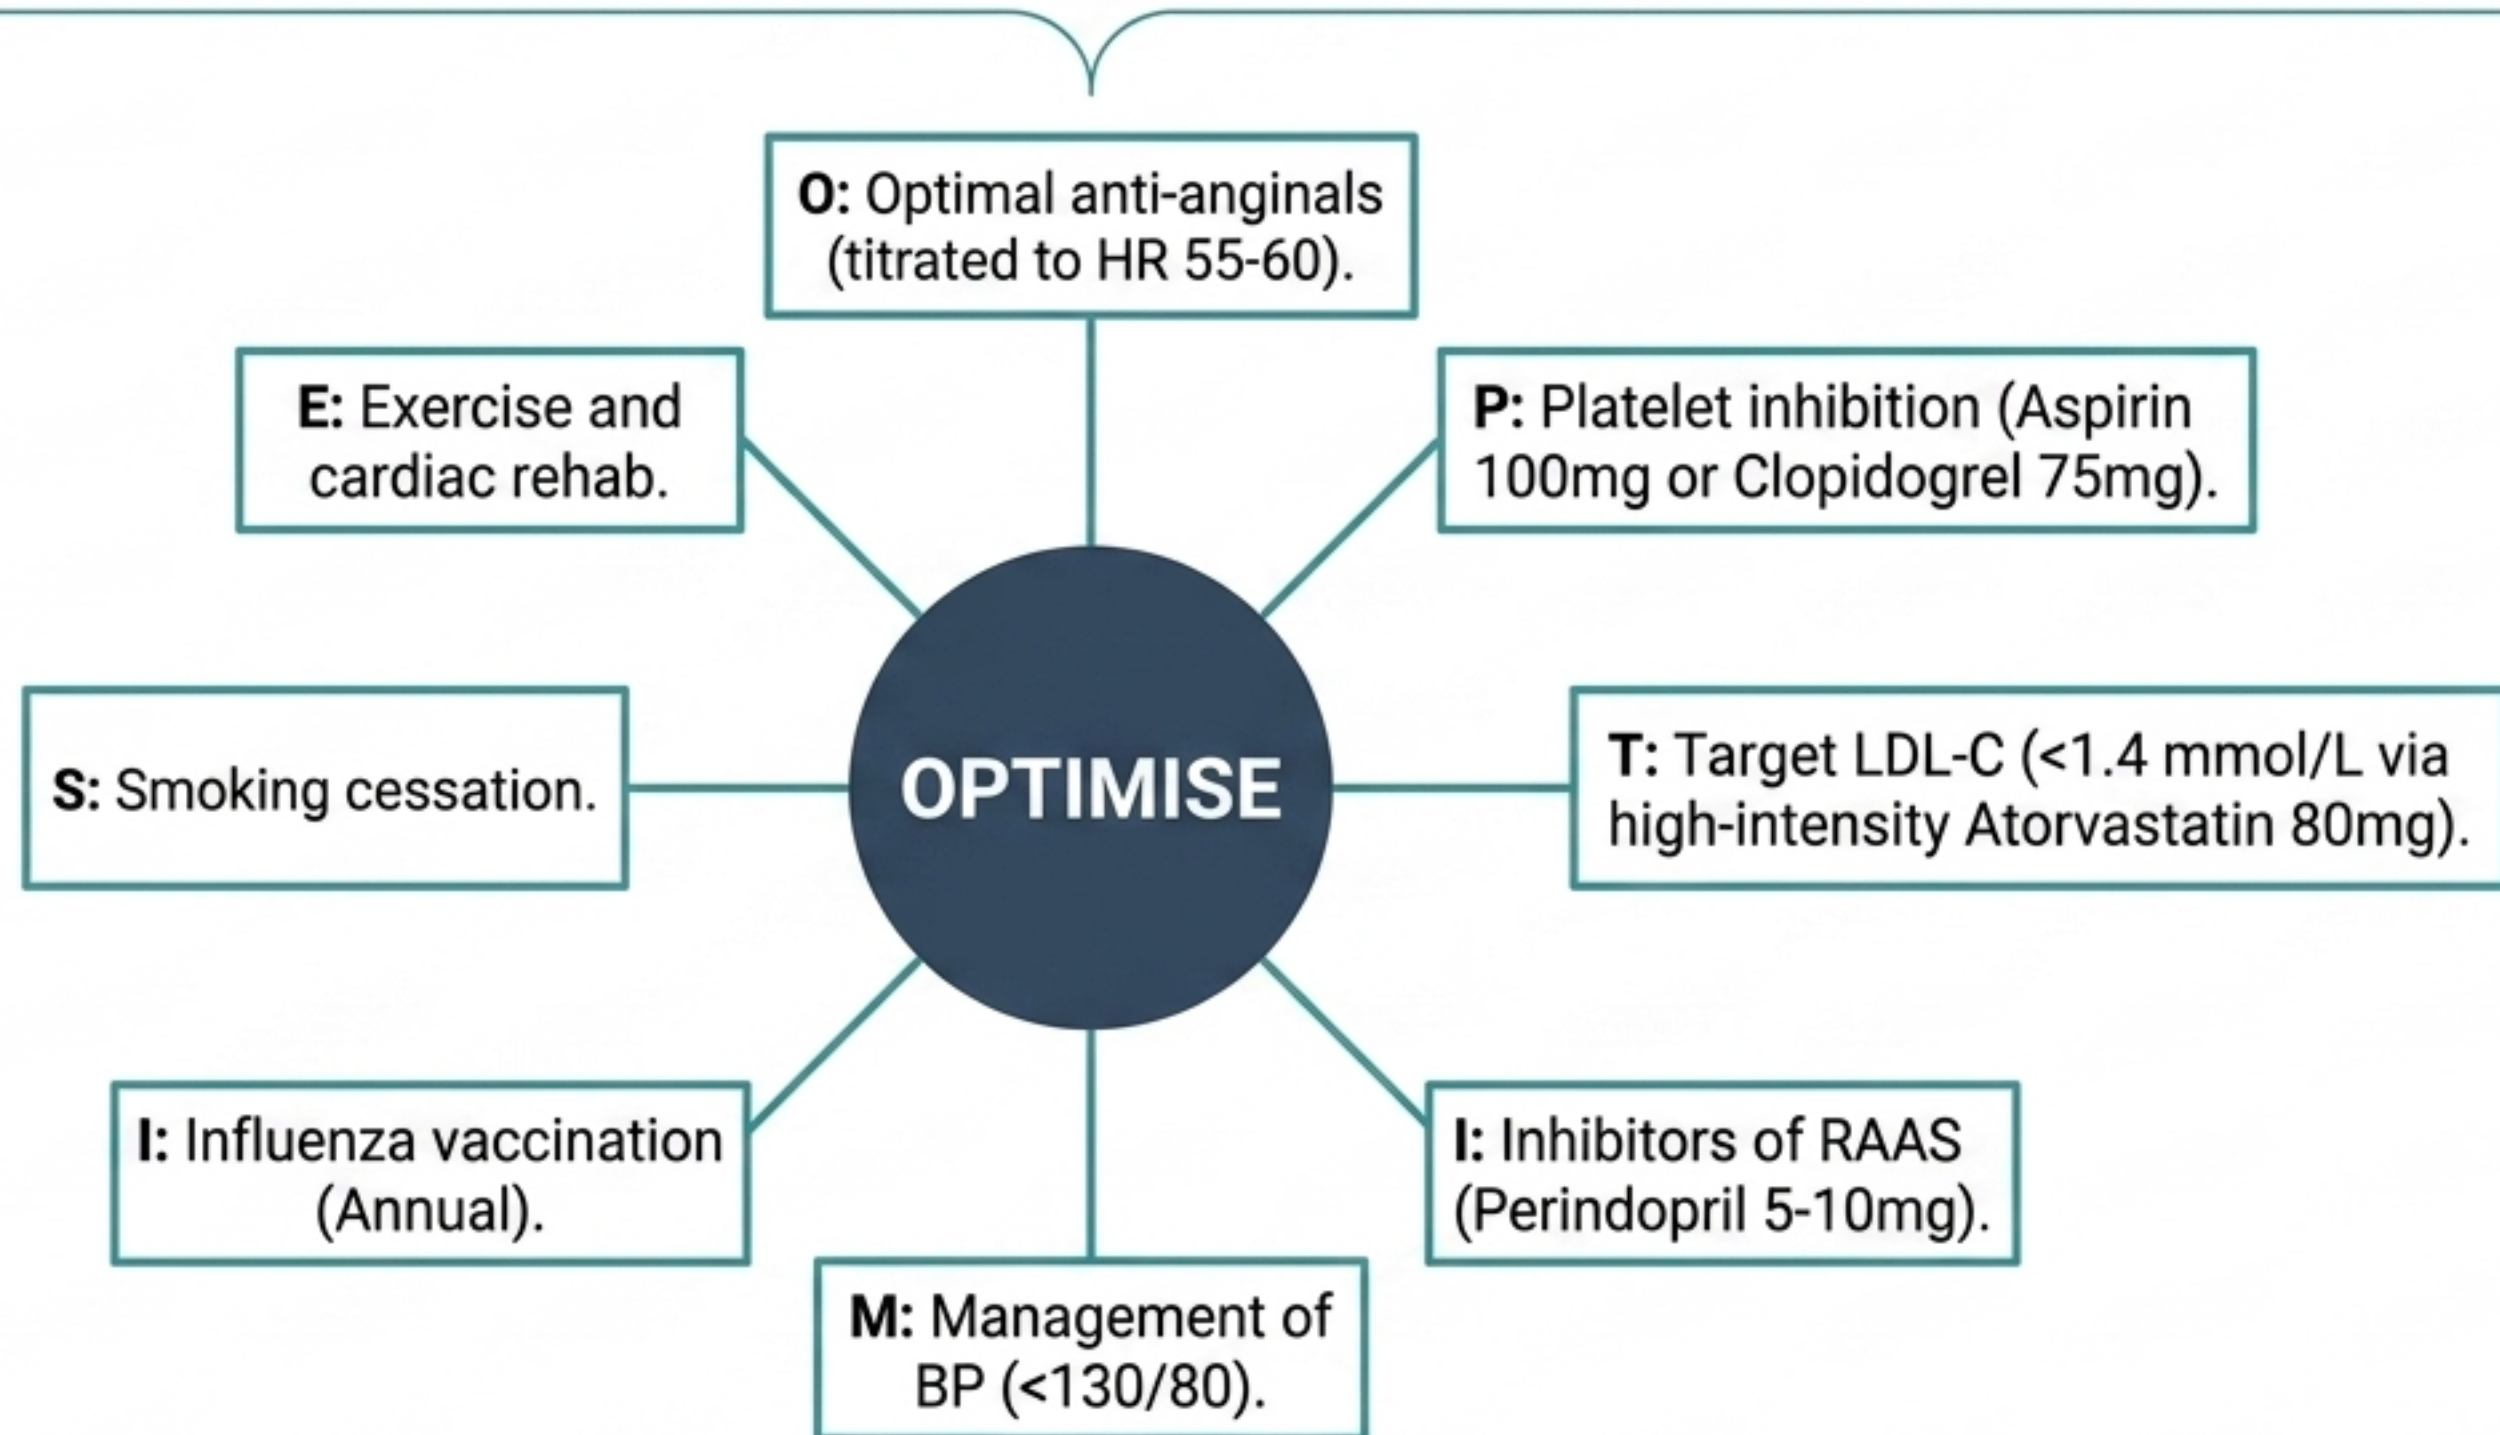 O: Optimal anti-anginals
(titrated to HR 55-60).
E: Exercise and
cardiac rehab.
P: Platelet inhibition (Aspirin
100mg or Clopidogrel 75mg).
S: Smoking cessation.
OPTIMISE
T: Target LDL-C (<1.4 mmol/L via
high-intensity Atorvastatin 80mg).
I: Influenza vaccination
(Annual).
I: Inhibitors of RAAS
(Perindopril 5-10mg).
M: Management of
BP (<130/80).